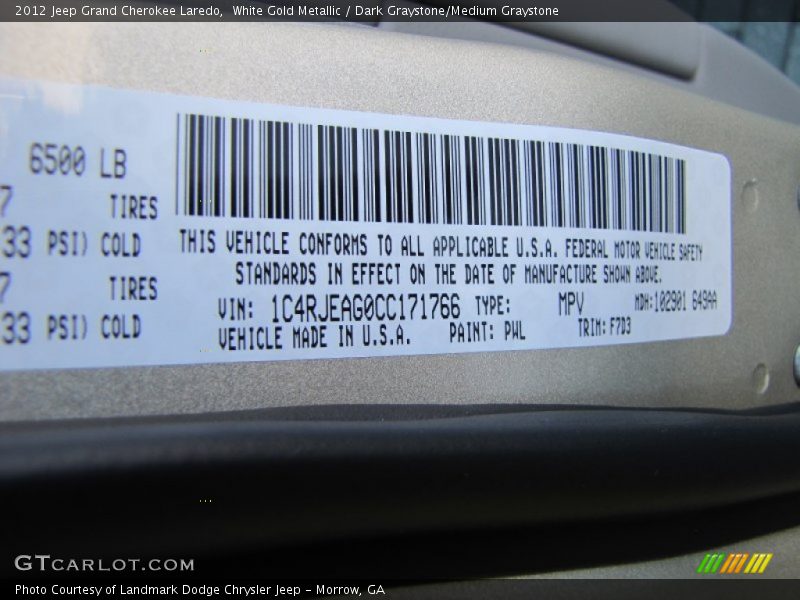 2012 Jeep Grand Cherokee Laredo, White Gold Metallic / Dark Graystone/Medium Graystone
6500 LB
7 TIRES
33 PSI) COLD
7 TIRES
33 PSI) COLD
THIS VEHICLE CONFORMS TO ALL APPLICABLE U.S.A. FEDERAL MOTOR VEHICLE SAFETY
STANDARDS IN EFFECT ON THE DATE OF MANUFACTURE SHOWN ABOVE.
VIN: 1C4RJEAG0CC171766 TYPE: MPV MDH:102901 649AA
VEHICLE MADE IN U.S.A. PAINT: PWL TRIM: F7D3
GTCARLOT.COM
Photo Courtesy of Landmark Dodge Chrysler Jeep - Morrow, GA